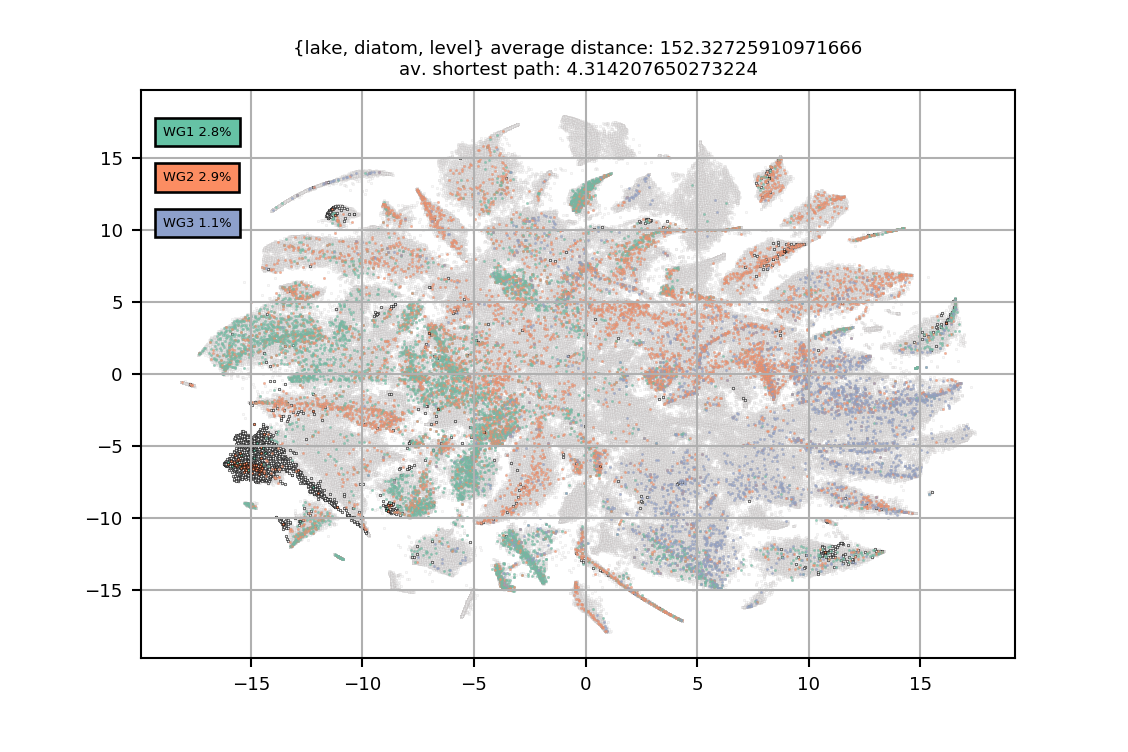 {lake, diatom, level} average distance: 152.32725910971666
av. shortest path: 4.314207650273224
WG1 2.8%
WG2 2.9%
WG3 1.1%
15
10
5
0
−5
−10
−15
−15 −10 −5 0 5 10 15